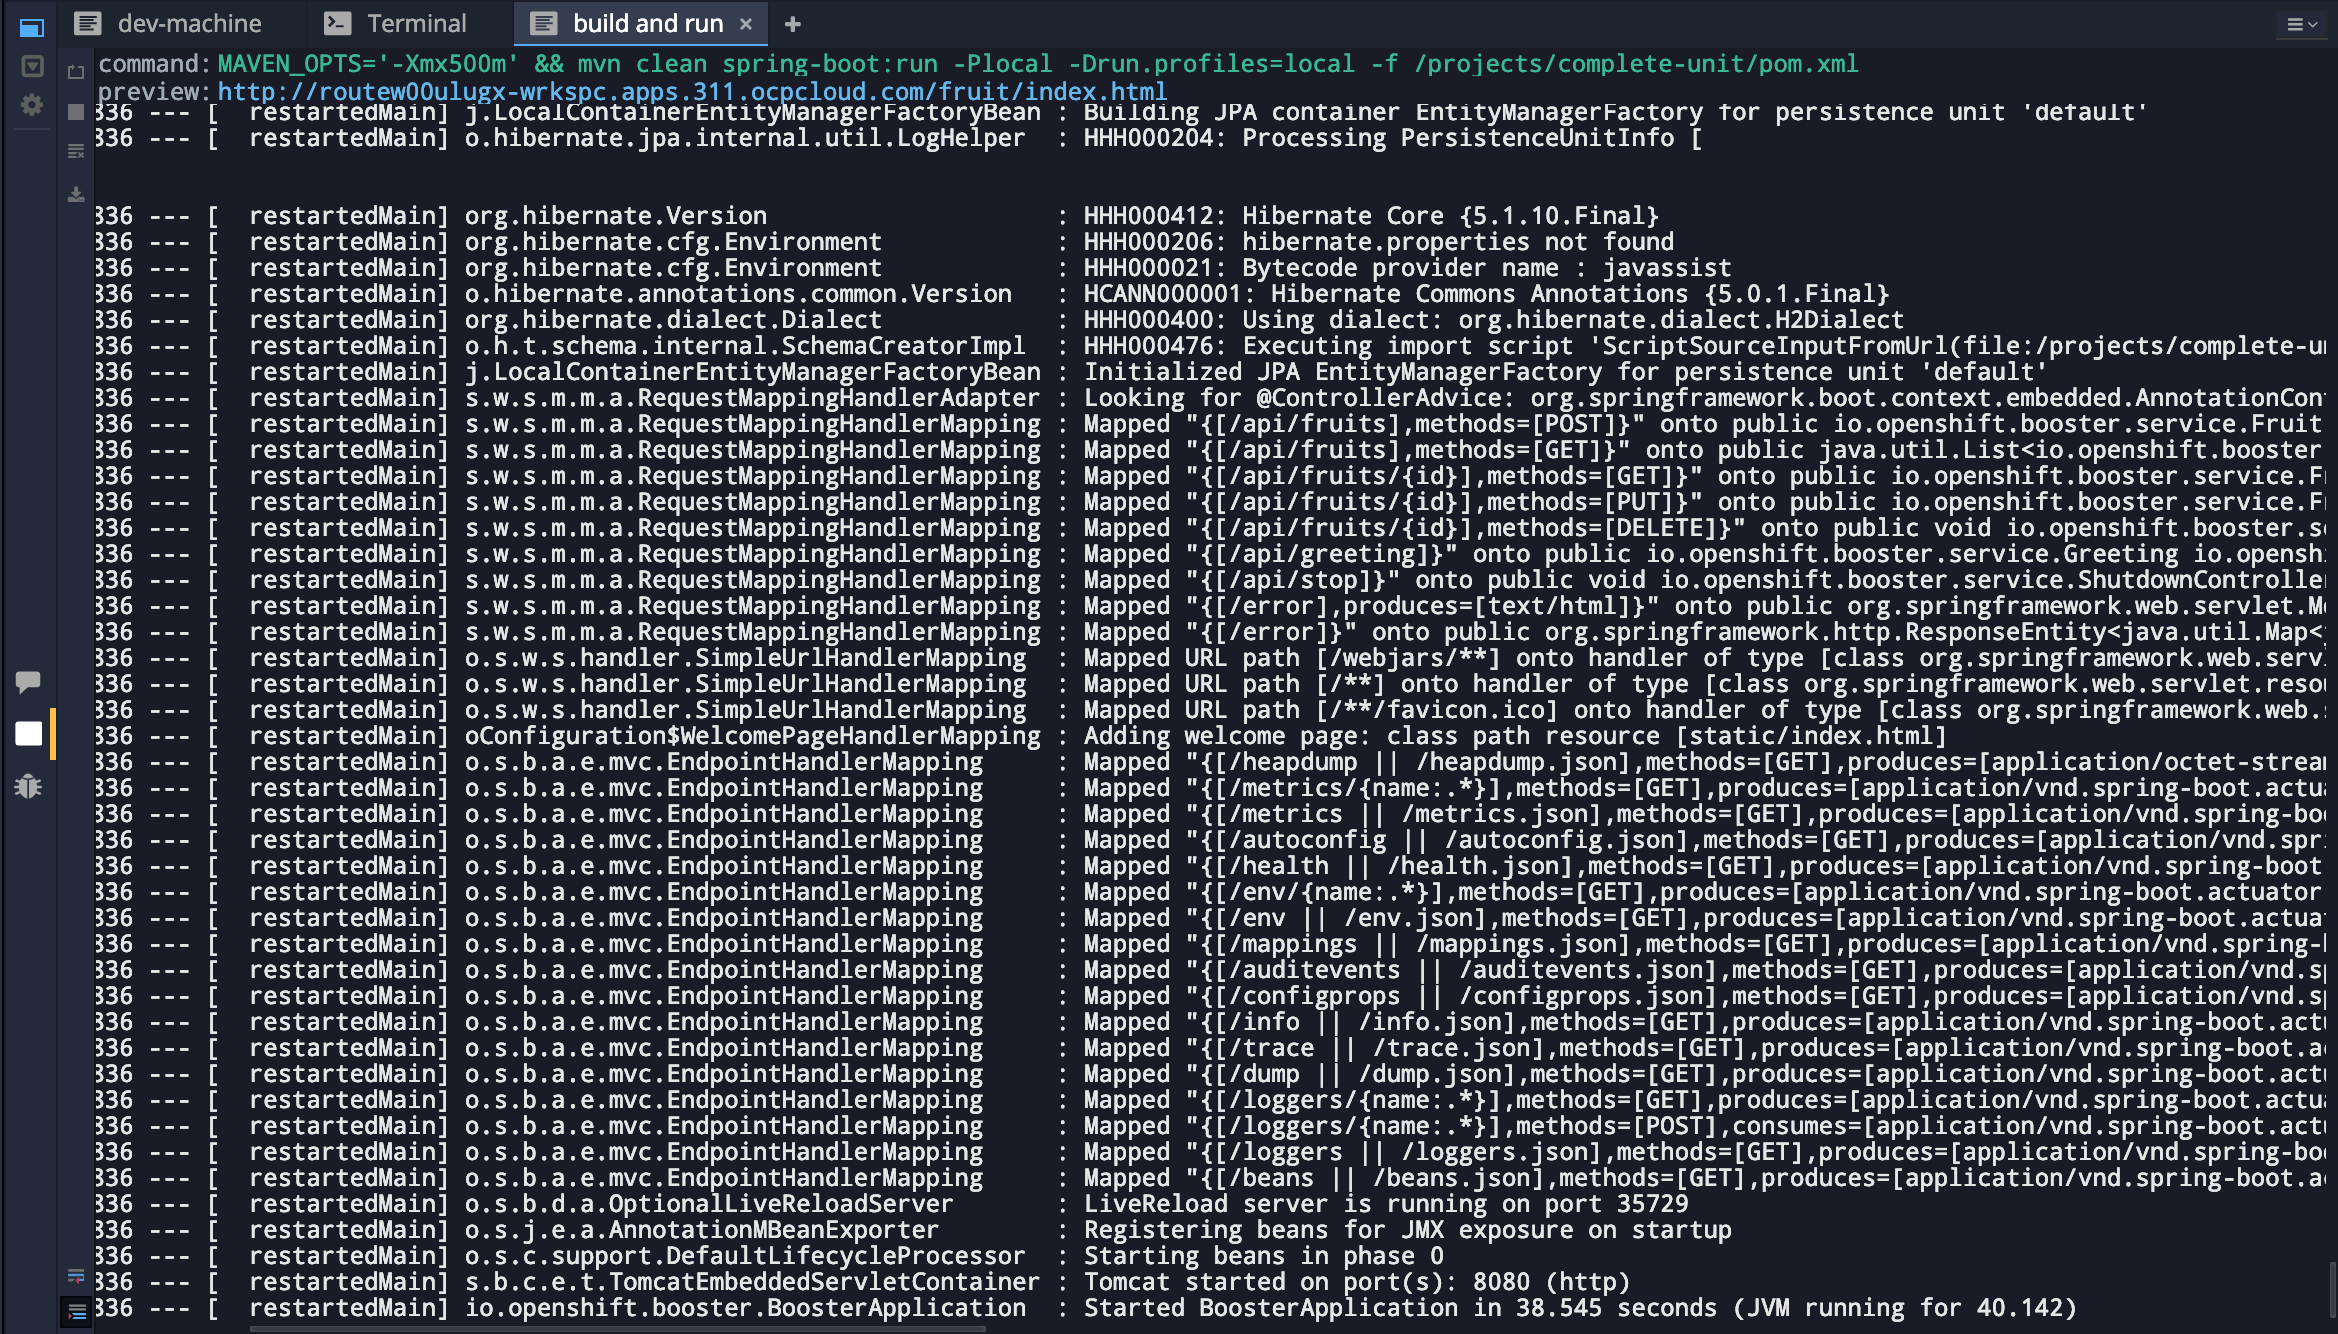 dev-machine
Terminal
build and run × +
command: MAVEN_OPTS='-Xmx500m' && mvn clean spring-boot:run -Plocal -Drun.profiles=local -f /projects/complete-unit/pom.xml
preview: http://routew00ulugx-wrkspc.apps.311.ocpcloud.com/fruit/index.html
336 --- [  restartedMain] j.LocalContainerEntityManagerFactoryBean : Building JPA container EntityManagerFactory for persistence unit 'default'
336 --- [  restartedMain] o.hibernate.jpa.internal.util.LogHelper  : HHH000204: Processing PersistenceUnitInfo [
336 --- [  restartedMain] org.hibernate.Version                    : HHH000412: Hibernate Core {5.1.10.Final}
336 --- [  restartedMain] org.hibernate.cfg.Environment            : HHH000206: hibernate.properties not found
336 --- [  restartedMain] org.hibernate.cfg.Environment            : HHH000021: Bytecode provider name : javassist
336 --- [  restartedMain] o.hibernate.annotations.common.Version   : HCANN000001: Hibernate Commons Annotations {5.0.1.Final}
336 --- [  restartedMain] org.hibernate.dialect.Dialect            : HHH000400: Using dialect: org.hibernate.dialect.H2Dialect
336 --- [  restartedMain] o.h.t.schema.internal.SchemaCreatorImpl  : HHH000476: Executing import script 'ScriptSourceInputFromUrl(file:/projects/complete-u
336 --- [  restartedMain] j.LocalContainerEntityManagerFactoryBean : Initialized JPA EntityManagerFactory for persistence unit 'default'
336 --- [  restartedMain] s.w.s.m.m.a.RequestMappingHandlerAdapter : Looking for @ControllerAdvice: org.springframework.boot.context.embedded.AnnotationCon
336 --- [  restartedMain] s.w.s.m.m.a.RequestMappingHandlerMapping : Mapped "{[/api/fruits],methods=[POST]}" onto public io.openshift.booster.service.Fruit
336 --- [  restartedMain] s.w.s.m.m.a.RequestMappingHandlerMapping : Mapped "{[/api/fruits],methods=[GET]}" onto public java.util.List<io.openshift.booster
336 --- [  restartedMain] s.w.s.m.m.a.RequestMappingHandlerMapping : Mapped "{[/api/fruits/{id}],methods=[GET]}" onto public io.openshift.booster.service.F
336 --- [  restartedMain] s.w.s.m.m.a.RequestMappingHandlerMapping : Mapped "{[/api/fruits/{id}],methods=[PUT]}" onto public io.openshift.booster.service.F
336 --- [  restartedMain] s.w.s.m.m.a.RequestMappingHandlerMapping : Mapped "{[/api/fruits/{id}],methods=[DELETE]}" onto public void io.openshift.booster.s
336 --- [  restartedMain] s.w.s.m.m.a.RequestMappingHandlerMapping : Mapped "{[/api/greeting]}" onto public io.openshift.booster.service.Greeting io.opensh
336 --- [  restartedMain] s.w.s.m.m.a.RequestMappingHandlerMapping : Mapped "{[/api/stop]}" onto public void io.openshift.booster.service.ShutdownControlle
336 --- [  restartedMain] s.w.s.m.m.a.RequestMappingHandlerMapping : Mapped "{[/error],produces=[text/html]}" onto public org.springframework.web.servlet.M
336 --- [  restartedMain] s.w.s.m.m.a.RequestMappingHandlerMapping : Mapped "{[/error]}" onto public org.springframework.http.ResponseEntity<java.util.Map<
336 --- [  restartedMain] o.s.w.s.handler.SimpleUrlHandlerMapping  : Mapped URL path [/webjars/**] onto handler of type [class org.springframework.web.serv
336 --- [  restartedMain] o.s.w.s.handler.SimpleUrlHandlerMapping  : Mapped URL path [/**] onto handler of type [class org.springframework.web.servlet.reso
336 --- [  restartedMain] o.s.w.s.handler.SimpleUrlHandlerMapping  : Mapped URL path [/**/favicon.ico] onto handler of type [class org.springframework.web.
336 --- [  restartedMain] oConfiguration$WelcomePageHandlerMapping : Adding welcome page: class path resource [static/index.html]
336 --- [  restartedMain] o.s.b.a.e.mvc.EndpointHandlerMapping     : Mapped "{[/heapdump || /heapdump.json],methods=[GET],produces=[application/octet-strea
336 --- [  restartedMain] o.s.b.a.e.mvc.EndpointHandlerMapping     : Mapped "{[/metrics/{name:.*}],methods=[GET],produces=[application/vnd.spring-boot.actu
336 --- [  restartedMain] o.s.b.a.e.mvc.EndpointHandlerMapping     : Mapped "{[/metrics || /metrics.json],methods=[GET],produces=[application/vnd.spring-bo
336 --- [  restartedMain] o.s.b.a.e.mvc.EndpointHandlerMapping     : Mapped "{[/autoconfig || /autoconfig.json],methods=[GET],produces=[application/vnd.spr
336 --- [  restartedMain] o.s.b.a.e.mvc.EndpointHandlerMapping     : Mapped "{[/health || /health.json],methods=[GET],produces=[application/vnd.spring-boot
336 --- [  restartedMain] o.s.b.a.e.mvc.EndpointHandlerMapping     : Mapped "{[/env/{name:.*}],methods=[GET],produces=[application/vnd.spring-boot.actuator
336 --- [  restartedMain] o.s.b.a.e.mvc.EndpointHandlerMapping     : Mapped "{[/env || /env.json],methods=[GET],produces=[application/vnd.spring-boot.actua
336 --- [  restartedMain] o.s.b.a.e.mvc.EndpointHandlerMapping     : Mapped "{[/mappings || /mappings.json],methods=[GET],produces=[application/vnd.spring-
336 --- [  restartedMain] o.s.b.a.e.mvc.EndpointHandlerMapping     : Mapped "{[/auditevents || /auditevents.json],methods=[GET],produces=[application/vnd.s
336 --- [  restartedMain] o.s.b.a.e.mvc.EndpointHandlerMapping     : Mapped "{[/configprops || /configprops.json],methods=[GET],produces=[application/vnd.s
336 --- [  restartedMain] o.s.b.a.e.mvc.EndpointHandlerMapping     : Mapped "{[/info || /info.json],methods=[GET],produces=[application/vnd.spring-boot.act
336 --- [  restartedMain] o.s.b.a.e.mvc.EndpointHandlerMapping     : Mapped "{[/trace || /trace.json],methods=[GET],produces=[application/vnd.spring-boot.a
336 --- [  restartedMain] o.s.b.a.e.mvc.EndpointHandlerMapping     : Mapped "{[/dump || /dump.json],methods=[GET],produces=[application/vnd.spring-boot.act
336 --- [  restartedMain] o.s.b.a.e.mvc.EndpointHandlerMapping     : Mapped "{[/loggers/{name:.*}],methods=[GET],produces=[application/vnd.spring-boot.actu
336 --- [  restartedMain] o.s.b.a.e.mvc.EndpointHandlerMapping     : Mapped "{[/loggers/{name:.*}],methods=[POST],consumes=[application/vnd.spring-boot.act
336 --- [  restartedMain] o.s.b.a.e.mvc.EndpointHandlerMapping     : Mapped "{[/loggers || /loggers.json],methods=[GET],produces=[application/vnd.spring-bo
336 --- [  restartedMain] o.s.b.a.e.mvc.EndpointHandlerMapping     : Mapped "{[/beans || /beans.json],methods=[GET],produces=[application/vnd.spring-boot.a
336 --- [  restartedMain] o.s.b.d.a.OptionalLiveReloadServer       : LiveReload server is running on port 35729
336 --- [  restartedMain] o.s.j.e.a.AnnotationMBeanExporter        : Registering beans for JMX exposure on startup
336 --- [  restartedMain] o.s.c.support.DefaultLifecycleProcessor  : Starting beans in phase 0
336 --- [  restartedMain] s.b.c.e.t.TomcatEmbeddedServletContainer : Tomcat started on port(s): 8080 (http)
336 --- [  restartedMain] io.openshift.booster.BoosterApplication  : Started BoosterApplication in 38.545 seconds (JVM running for 40.142)